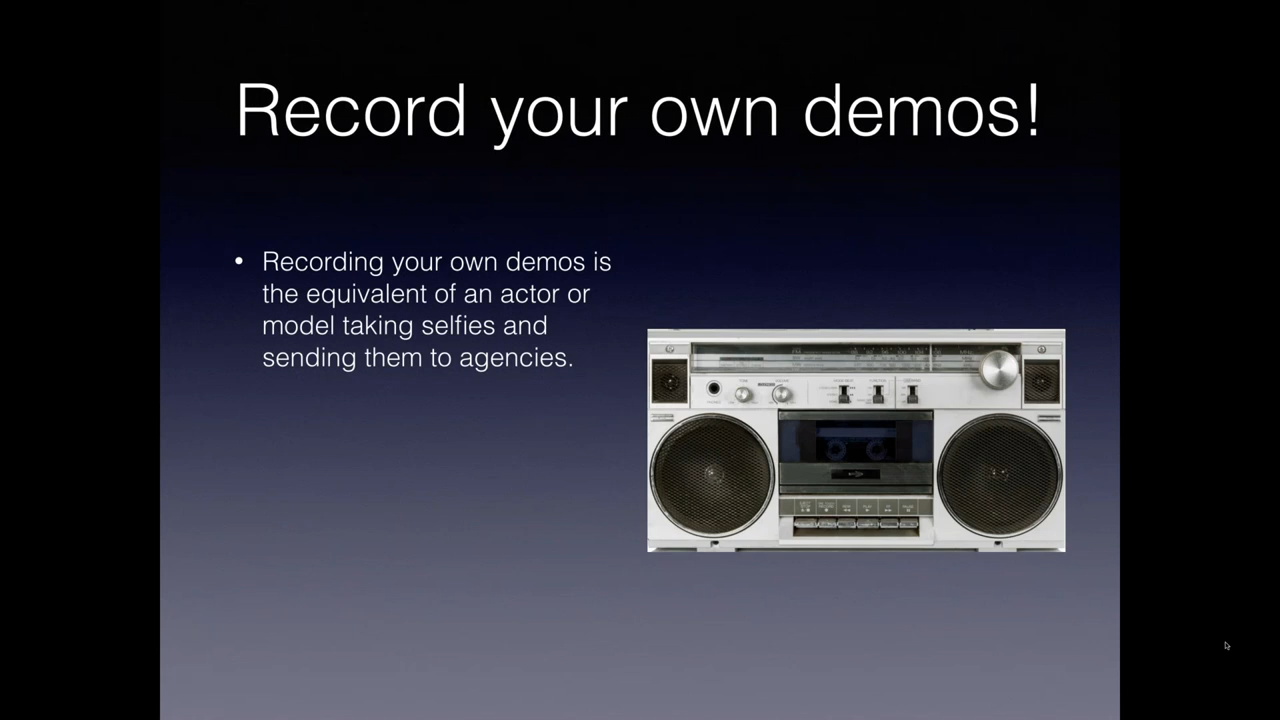 Record your own demos!
• Recording your own demos is
the equivalent of an actor or
model taking selfies and
sending them to agencies.